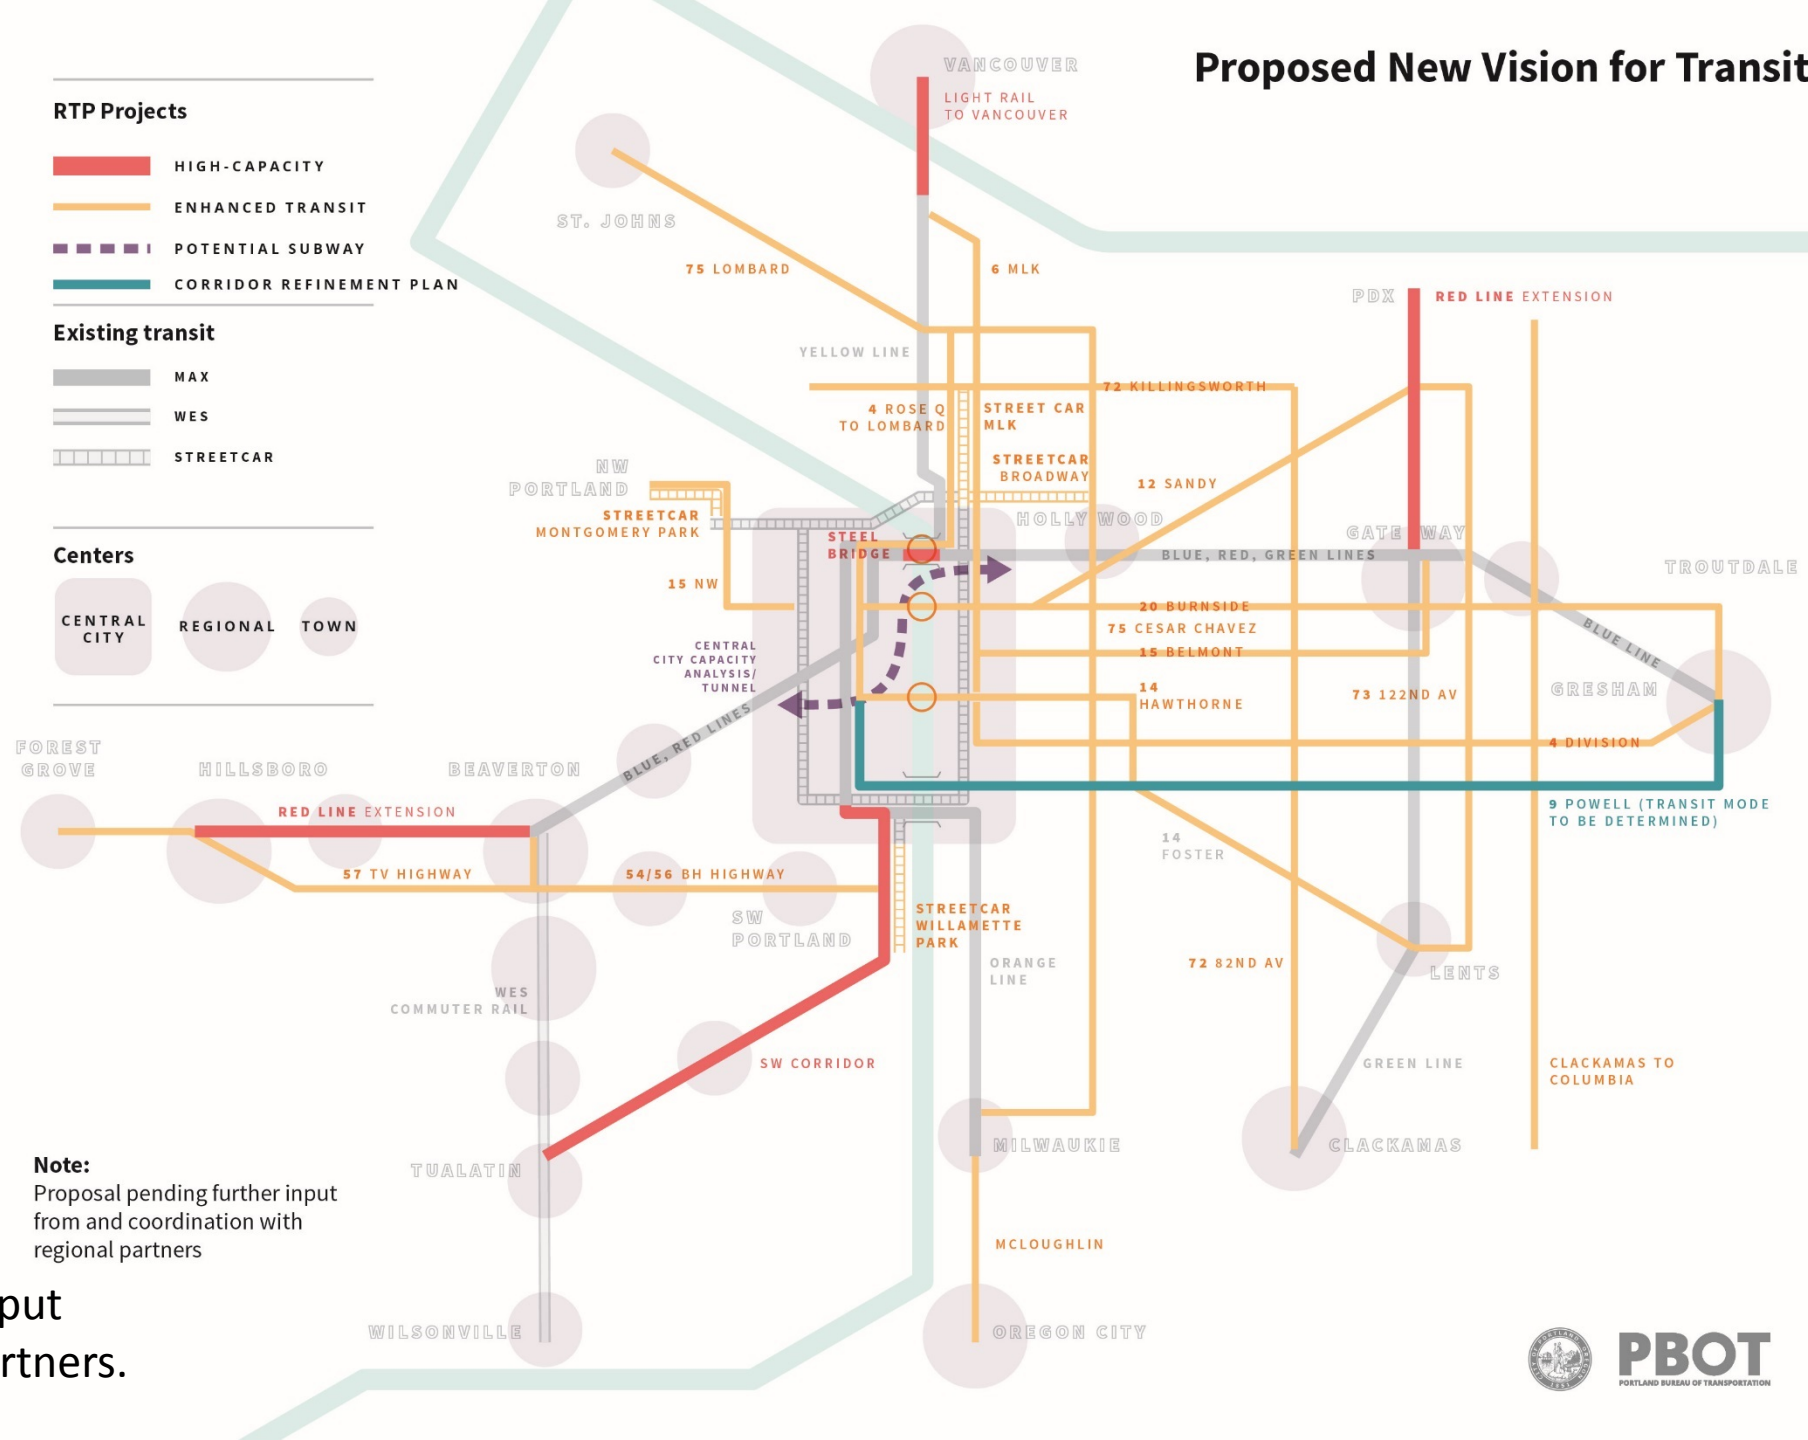 Proposed New Vision for Transit
RTP Projects
HIGH-CAPACITY
ENHANCED TRANSIT
POTENTIAL SUBWAY
CORRIDOR REFINEMENT PLAN
Existing transit
MAX
WES
STREETCAR
Centers
CENTRAL
CITY
REGIONAL
TOWN
VANCOUVER
LIGHT RAIL
TO VANCOUVER
ST. JOHNS
75 LOMBARD
6 MLK
PDX
RED LINE EXTENSION
YELLOW LINE
72 KILLINGSWORTH
4 ROSE Q
TO LOMBARD
STREET CAR
MLK
STREETCAR
BROADWAY
12 SANDY
NW
PORTLAND
STREETCAR
MONTGOMERY PARK
HOLLY WOOD
GATE WAY
STEEL
BRIDGE
BLUE, RED, GREEN LINES
TROUTDALE
15 NW
20 BURNSIDE
75 CESAR CHAVEZ
15 BELMONT
BLUE LINE
CENTRAL
CITY CAPACITY
ANALYSIS/
TUNNEL
14
HAWTHORNE
73 122ND AV
GRESHAM
4 DIVISION
BLUE, RED LINES
FOREST
GROVE
HILLSBORO
BEAVERTON
RED LINE EXTENSION
9 POWELL (TRANSIT MODE
TO BE DETERMINED)
14
FOSTER
57 TV HIGHWAY
54/56 BH HIGHWAY
SW
PORTLAND
STREETCAR
WILLAMETTE
PARK
ORANGE
LINE
72 82ND AV
LENTS
WES
COMMUTER RAIL
SW CORRIDOR
GREEN LINE
CLACKAMAS TO
COLUMBIA
TUALATIN
MILWAUKIE
CLACKAMAS
Note:
Proposal pending further input
from and coordination with
regional partners
MCLOUGHLIN
put
rtners.
WILSONVILLE
OREGON CITY
PBOT
PORTLAND BUREAU OF TRANSPORTATION